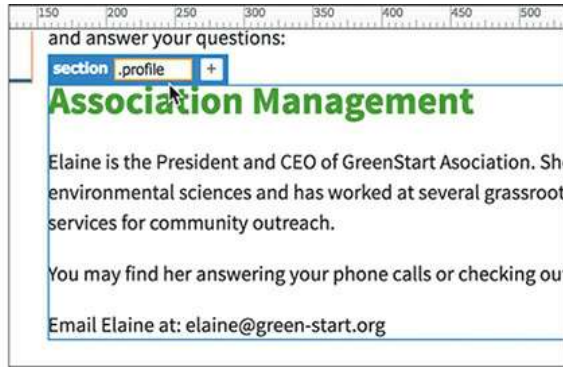 150 200 250 300 350 400 450 500
and answer your questions:
section .profile +
Association Management
Elaine is the President and CEO of GreenStart Asociation. Sh
environmental sciences and has worked at several grassroot
services for community outreach.
You may find her answering your phone calls or checking ou
Email Elaine at: elaine@green-start.org